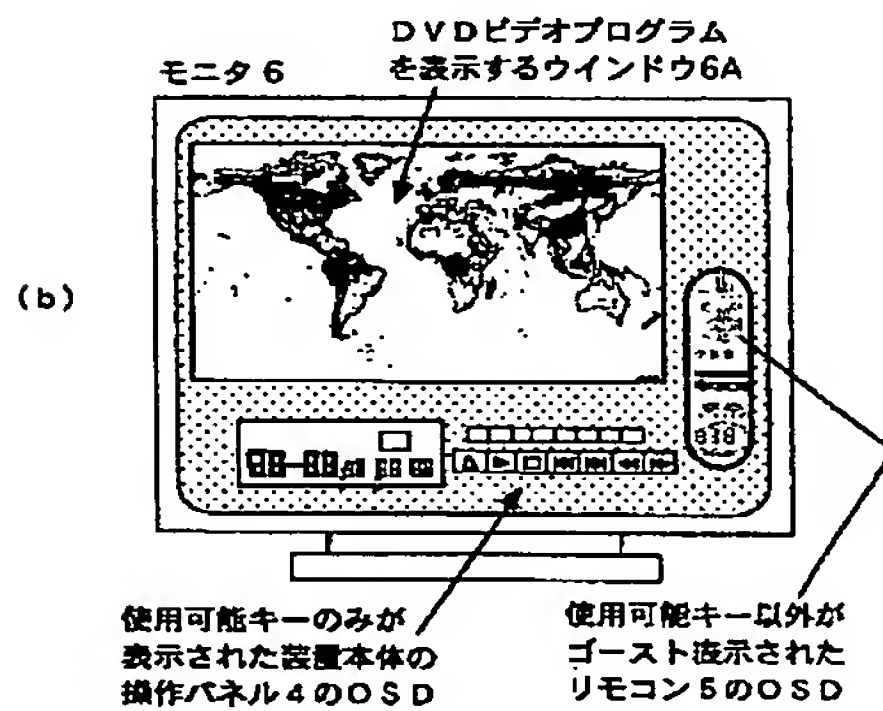 DVDビデオプログラム
を表示するウインドウ6A
モニタ6
(b)
使用可能キーのみが
表示された装置本体の
操作パネル4のOSD
使用可能キー以外が
ゴースト表示された
リモコン5のOSD